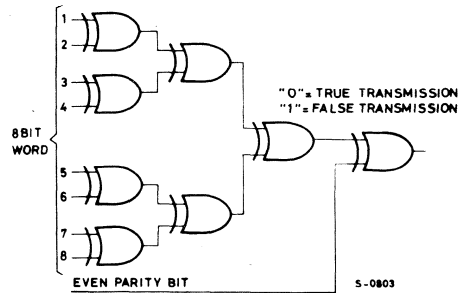 1
2
3
4
"0"= TRUE TRANSMISSION
"1"= FALSE TRANSMISSION
8BIT
WORD
5
6
7
8
EVEN PARITY BIT
S-0803